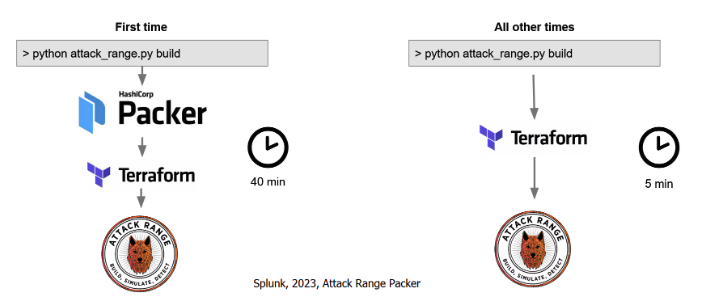 First time
> python attack_range.py build
HashiCorp
Packer
Terraform
40 min
ATTACK RANGE
BUILD, SIMULATE, DETECT
All other times
> python attack_range.py build
Terraform
5 min
ATTACK RANGE
BUILD, SIMULATE, DETECT
Splunk, 2023, Attack Range Packer